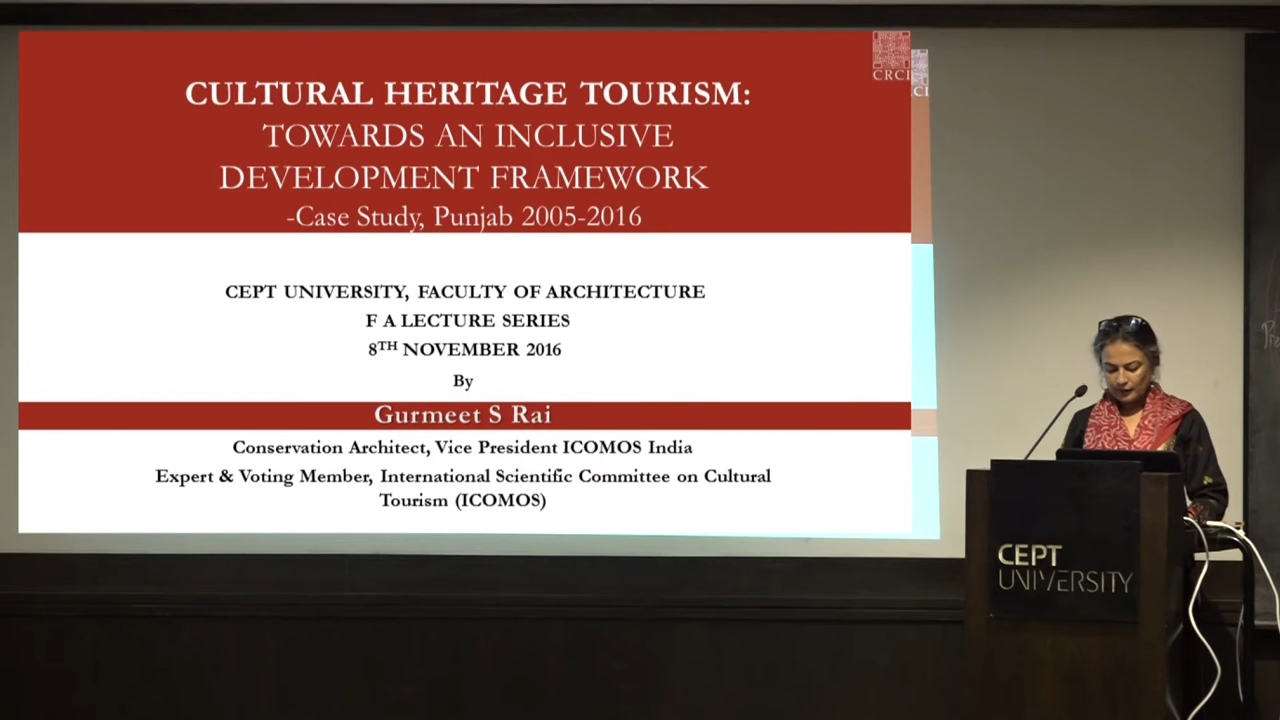 CRCI
CI
CULTURAL HERITAGE TOURISM:
TOWARDS AN INCLUSIVE
DEVELOPMENT FRAMEWORK
-Case Study, Punjab 2005-2016
CEPT UNIVERSITY, FACULTY OF ARCHITECTURE
F A LECTURE SERIES
8TH NOVEMBER 2016
By
Gurmeet S Rai
Conservation Architect, Vice President ICOMOS India
Expert & Voting Member, International Scientific Committee on Cultural
Tourism (ICOMOS)
CEPT
UNIVERSITY